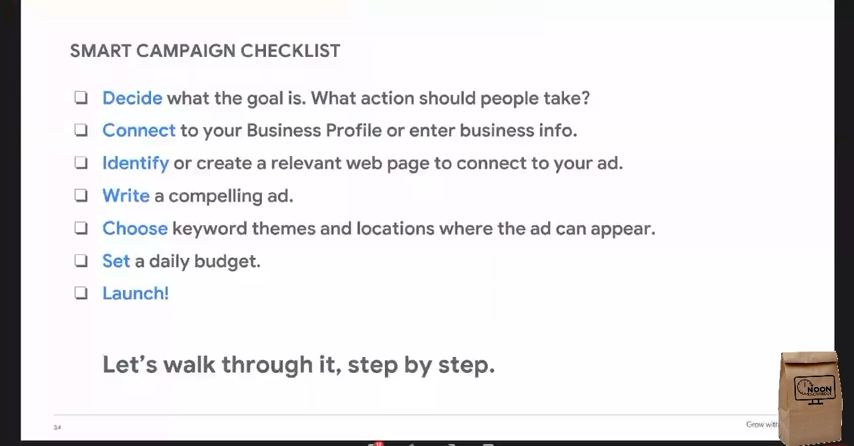 SMART CAMPAIGN CHECKLIST
Decide what the goal is. What action should people take?
Connect to your Business Profile or enter business info.
Identify or create a relevant web page to connect to your ad.
Write a compelling ad.
Choose keyword themes and locations where the ad can appear.
Set a daily budget.
Launch!
Let's walk through it, step by step.
34
Grow with
NOON